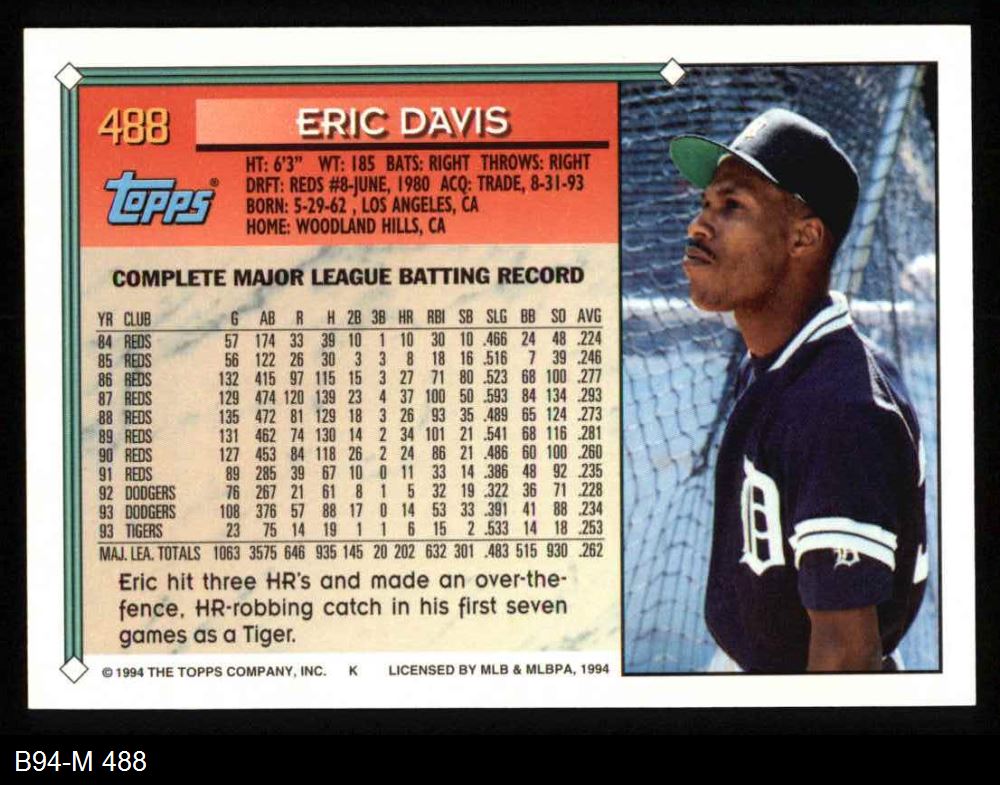 488
ERIC DAVIS
Topps®
HT: 6'3" WT: 185 BATS: RIGHT THROWS: RIGHT
DRFT: REDS #8-JUNE, 1980 ACQ: TRADE, 8-31-93
BORN: 5-29-62 , LOS ANGELES, CA
HOME: WOODLAND HILLS, CA
COMPLETE MAJOR LEAGUE BATTING RECORD
YR CLUB G AB R H 2B 3B HR RBI SB SLG BB SO AVG
84 REDS 57 174 33 39 10 1 10 30 10 .466 24 48 .224
85 REDS 56 122 26 30 3 3 8 18 16 .516 7 39 .246
86 REDS 132 415 97 115 15 3 27 71 80 .523 68 100 .277
87 REDS 129 474 120 139 23 4 37 100 50 .593 84 134 .293
88 REDS 135 472 81 129 18 3 26 93 35 .489 65 124 .273
89 REDS 131 462 74 130 14 2 34 101 21 .541 68 116 .281
90 REDS 127 453 84 118 26 2 24 86 21 .486 60 100 .260
91 REDS 89 285 39 67 10 0 11 33 14 .386 48 92 .235
92 DODGERS 76 267 21 61 8 1 5 32 19 .322 36 71 .228
93 DODGERS 108 376 57 88 17 0 14 53 33 .391 41 88 .234
93 TIGERS 23 75 14 19 1 1 6 15 2 .533 14 18 .253
MAJ. LEA. TOTALS 1063 3575 646 935 145 20 202 632 301 .483 515 930 .262
Eric hit three HR's and made an over-the-
fence, HR-robbing catch in his first seven
games as a Tiger.
© 1994 THE TOPPS COMPANY, INC. K LICENSED BY MLB & MLBPA, 1994
D
D
B94-M 488